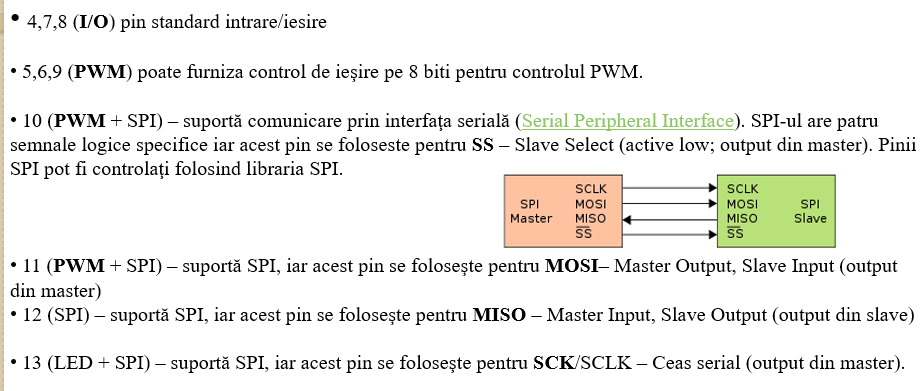 • 4,7,8 (I/O) pin standard intrare/iesire
• 5,6,9 (PWM) poate furniza control de ieşire pe 8 biti pentru controlul PWM.
• 10 (PWM + SPI) – suportă comunicare prin interfaţa serială (Serial Peripheral Interface). SPI-ul are patru
semnale logice specifice iar acest pin se foloseste pentru SS – Slave Select (active low; output din master). Pinii
SPI pot fi controlaţi folosind libraria SPI.
SPI
Master
SCLK
MOSI
MISO
SS
SCLK
MOSI
MISO
SS
SPI
Slave
• 11 (PWM + SPI) – suportă SPI, iar acest pin se foloseşte pentru MOSI– Master Output, Slave Input (output
din master)
• 12 (SPI) – suportă SPI, iar acest pin se foloseşte pentru MISO – Master Input, Slave Output (output din slave)
• 13 (LED + SPI) – suportă SPI, iar acest pin se foloseşte pentru SCK/SCLK – Ceas serial (output din master).